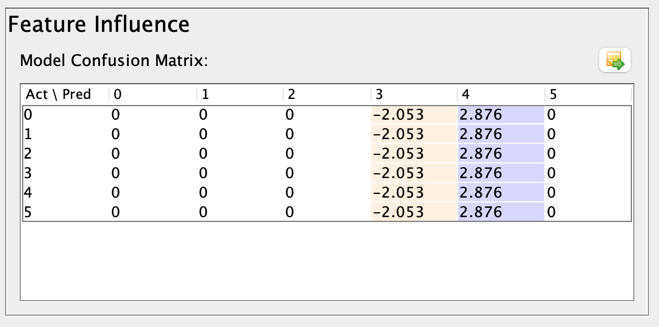 Feature Influence
Model Confusion Matrix:
Act \ Pred 0 1 2 3 4 5
0 0 0 0 -2.053 2.876 0
1 0 0 0 -2.053 2.876 0
2 0 0 0 -2.053 2.876 0
3 0 0 0 -2.053 2.876 0
4 0 0 0 -2.053 2.876 0
5 0 0 0 -2.053 2.876 0